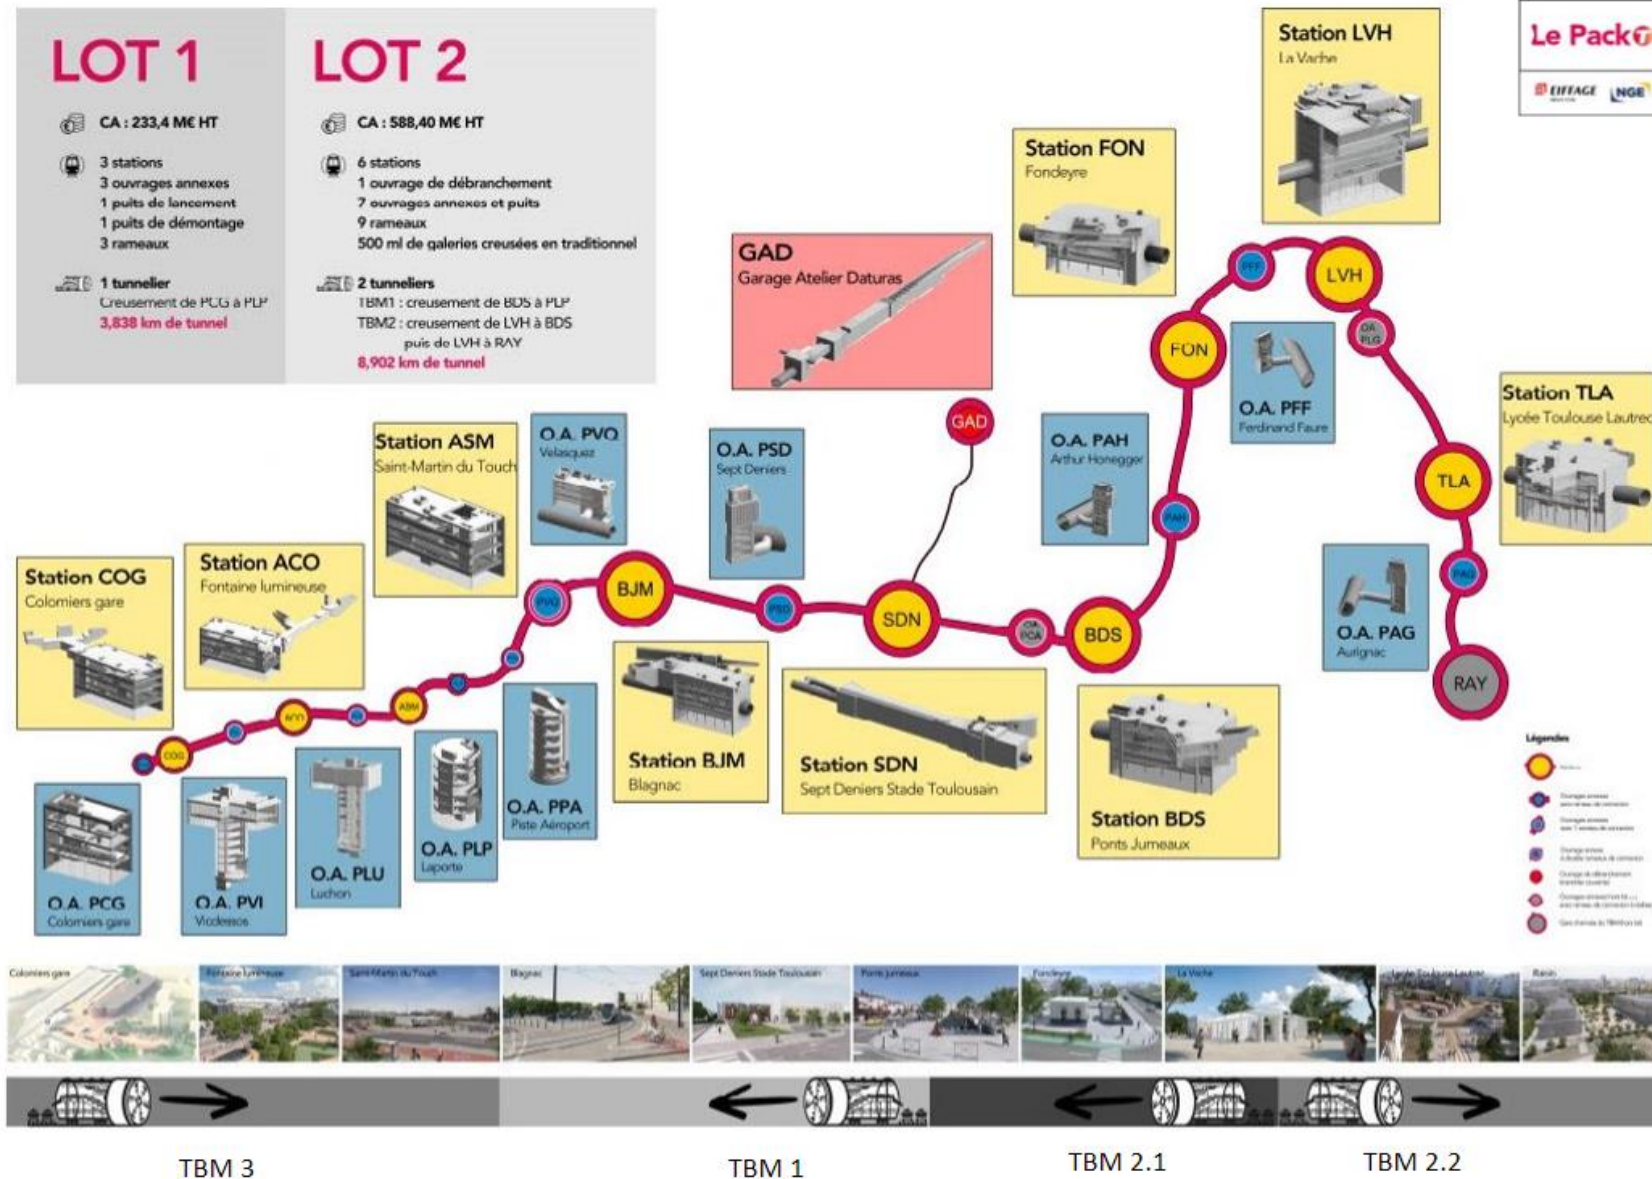 LOT 1
CA : 233,4 M€ HT
3 stations
3 ouvrages annexes
1 puits de lancement
1 puits de démontage
3 rameaux
1 tunnelier
Creusement de PCG à PLP
3,838 km de tunnel
LOT 2
CA : 588,40 M€ HT
6 stations
1 ouvrage de débranchement
7 ouvrages annexes et puits
9 rameaux
500 ml de galeries creusées en traditionnel
2 tunneliers
TBM1 : creusement de BDS à PLP
TBM2 : creusement de LVH à BDS
puis de LVH à RAY
8,902 km de tunnel
Le Pack
EIFFAGE
NGE
Station LVH
La Vache
Station FON
Fondeyre
GAD
Garage Atelier Daturas
Station TLA
Lycée Toulouse Lautrec
Station ASM
Saint-Martin du Touch
O.A. PVQ
Velasquez
O.A. PSD
Sept Deniers
O.A. PAH
Arthur Honegger
O.A. PFF
Ferdinand Faure
Station COG
Colomiers gare
Station ACO
Fontaine lumineuse
O.A. PAG
Aurignac
PFF
LVH
O.A.
PLG
FON
GAD
TLA
PAH
PAG
RAY
PVQ
BJM
PSD
SDN
O.A.
PCA
BDS
COG
ACO
ASM
O.A. PCG
Colomiers gare
O.A. PVI
Vicdessos
O.A. PLU
Luchon
O.A. PLP
Laporte
O.A. PPA
Piste Aéroport
Station BJM
Blagnac
Station SDN
Sept Deniers Stade Toulousain
Station BDS
Ponts Jumeaux
Légendes
Colomiers gare
Fontaine lumineuse
Saint-Martin du Touch
Blagnac
Sept Deniers Stade Toulousain
Ponts jumeaux
Fondeyre
La Vache
Lycée Toulouse Lautrec
TBM 3
TBM 1
TBM 2.1
TBM 2.2